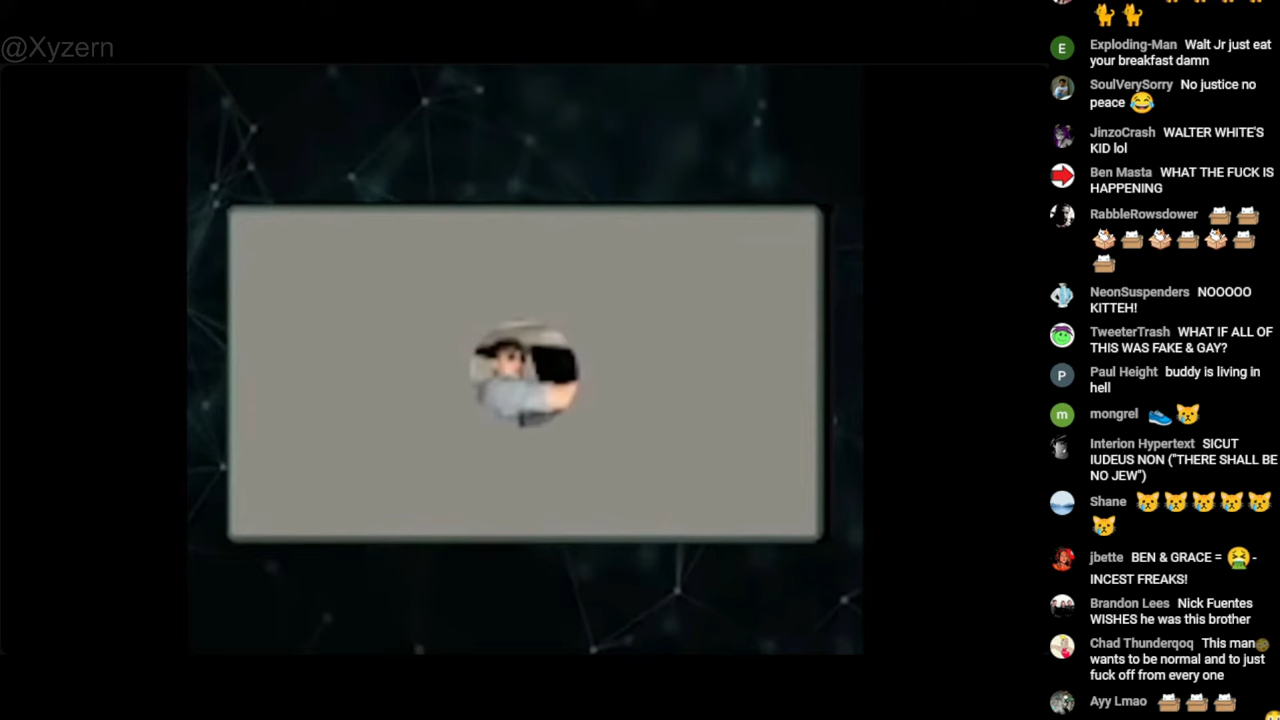 @Xyzern
E
Exploding-Man Walt Jr just eat
your breakfast damn
SoulVerySorry No justice no
peace 😂
JinzoCrash WALTER WHITE'S
KID lol
Ben Masta WHAT THE FUCK IS
HAPPENING
RabbleRowsdower
NeonSuspenders NOOOOO
KITTEH!
TweeterTrash WHAT IF ALL OF
THIS WAS FAKE & GAY?
P
Paul Height buddy is living in
hell
m
mongrel 👟😿
Interion Hypertext SICUT
IUDEUS NON ("THERE SHALL BE
NO JEW")
Shane 😿😿😿😿😿
😿
jbette BEN & GRACE = 🤮-
INCEST FREAKS!
Brandon Lees Nick Fuentes
WISHES he was this brother
Chad Thunderqoq This man
wants to be normal and to just
fuck off from every one
Ayy Lmao